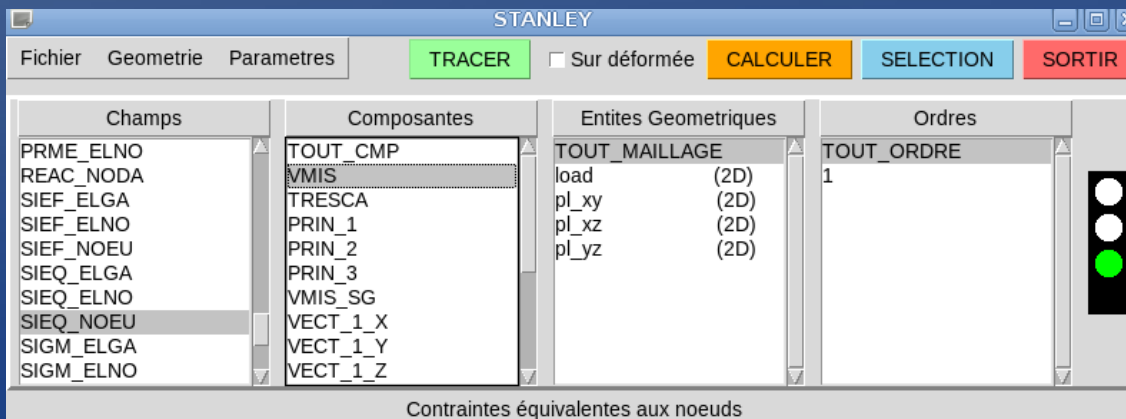 STANLEY
Fichier Geometrie Parametres TRACER Sur déformée CALCULER SELECTION SORTIR
Champs Composantes Entites Geometriques Ordres
PRME_ELNO TOUT_CMP TOUT_MAILLAGE TOUT_ORDRE
REAC_NODA VMIS load (2D) 1
SIEF_ELGA TRESCA pl_xy (2D)
SIEF_ELNO PRIN_1 pl_xz (2D)
SIEF_NOEU PRIN_2 pl_yz (2D)
SIEQ_ELGA PRIN_3
SIEQ_ELNO VMIS_SG
SIEQ_NOEU VECT_1_X
SIGM_ELGA VECT_1_Y
SIGM_ELNO VECT_1_Z
Contraintes équivalentes aux noeuds